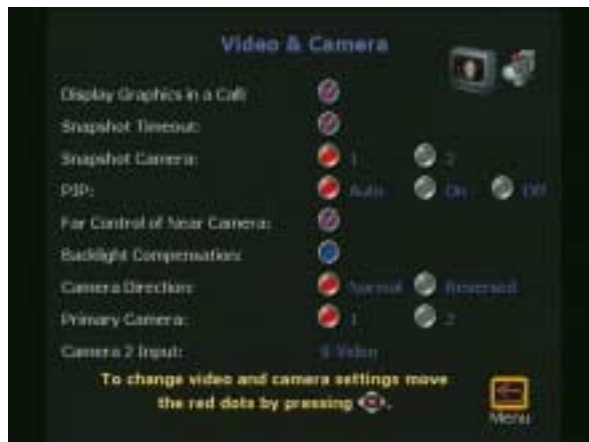 Video & Camera
Display Graphics in a Call:
Snapshot Timeout:
Snapshot Camera: 1 2
PIP: Auto On Off
Far Control of Near Camera:
Backlight Compensation:
Camera Direction: Normal Reversed
Primary Camera: 1 2
Camera 2 Input: S-Video
To change video and camera settings move
the red dots by pressing .
Menu